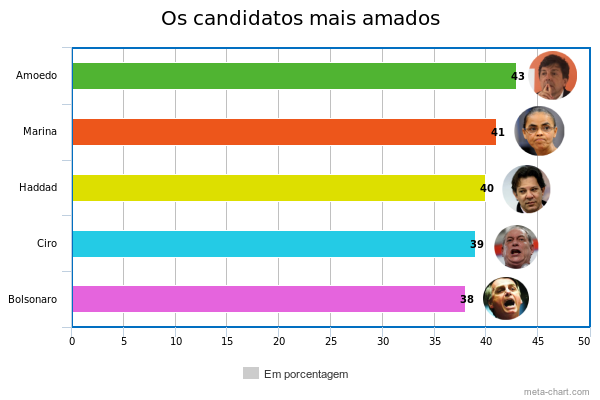 Os candidatos mais amados
Amoedo 43
Marina 41
Haddad 40
Ciro 39
Bolsonaro 38
0 5 10 15 20 25 30 35 40 45 50
Em porcentagem
meta-chart.com